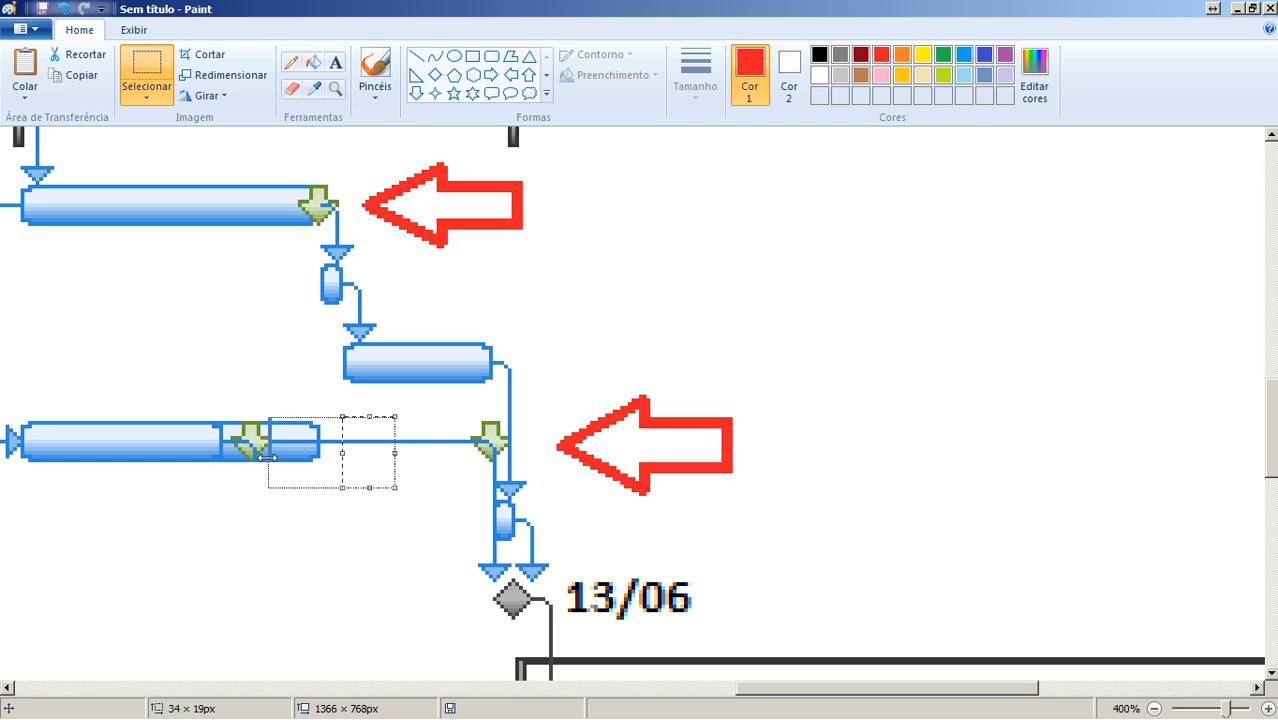 Sem título - Paint
Home
Exibir
Colar
Recortar
Copiar
Área de Transferência
Selecionar
Cortar
Redimensionar
Girar
Imagem
Ferramentas
Pincéis
Formas
Contorno
Preenchimento
Tamanho
Cor
1
Cor
2
Editar
cores
Cores
13/06
34 × 19px
1366 × 768px
400%